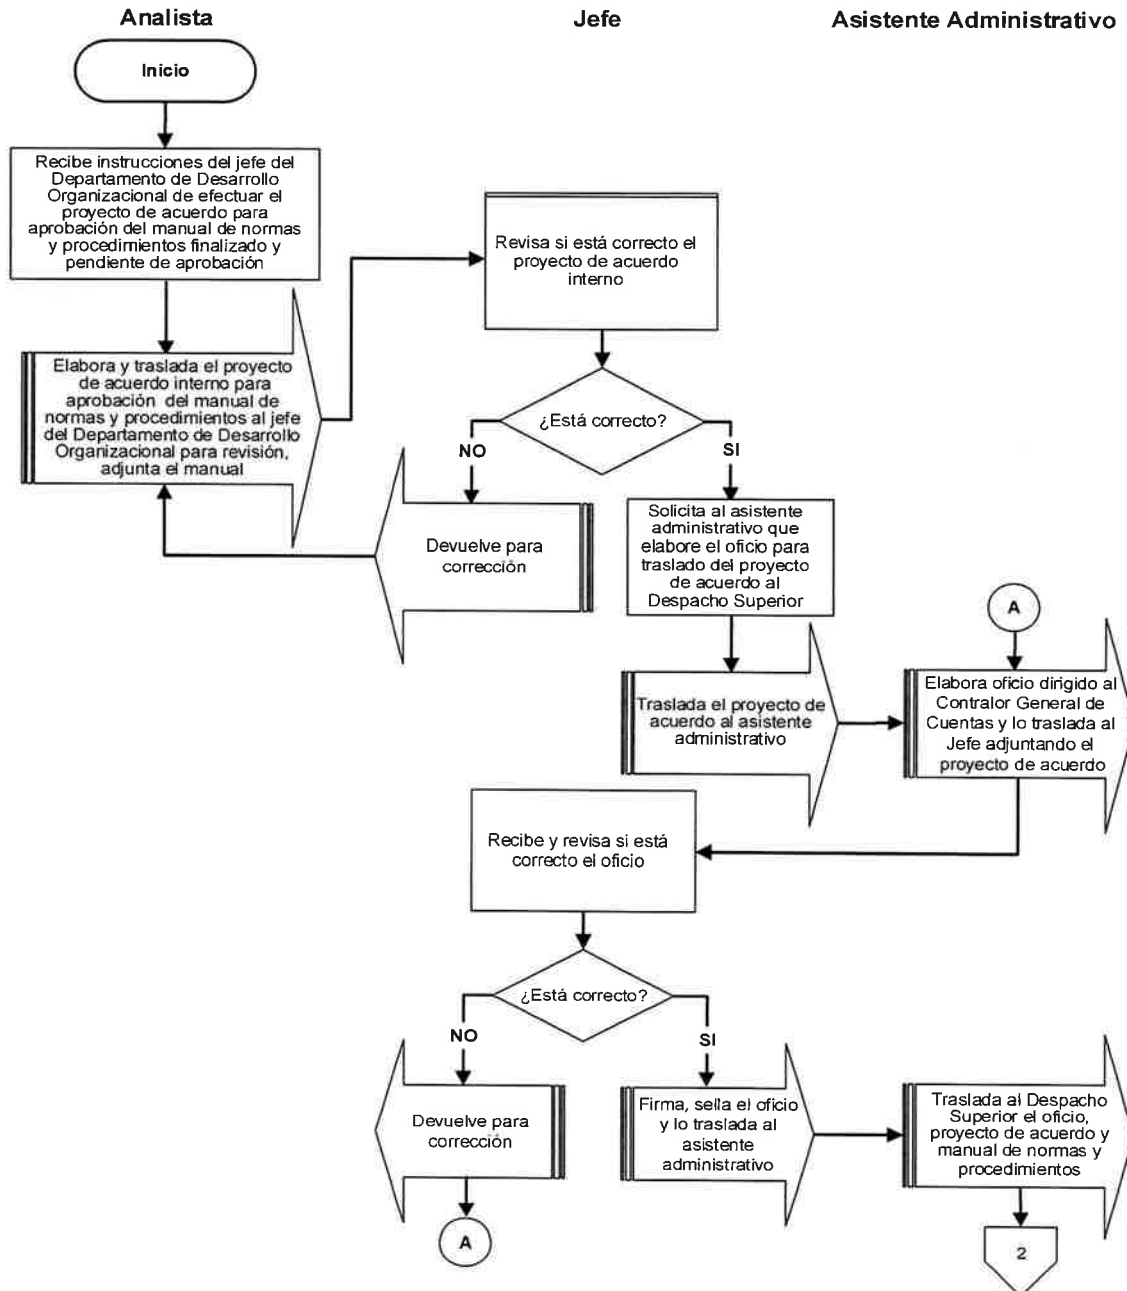 Analista
Jefe
Asistente Administrativo
Inicio
Recibe instrucciones del jefe del
Departamento de Desarrollo
Organizacional de efectuar el
proyecto de acuerdo para
aprobación del manual de normas
y procedimientos finalizado y
pendiente de aprobación
Revisa si está correcto el
proyecto de acuerdo
interno
Elabora y traslada el proyecto
de acuerdo interno para
aprobación del manual de
normas y procedimientos al jefe
del Departamento de Desarrollo
Organizacional para revisión,
adjunta el manual
¿Está correcto?
NO
SI
Devuelve para
corrección
Solicita al asistente
administrativo que
elabore el oficio para
traslado del proyecto
de acuerdo al
Despacho Superior
A
Traslada el proyecto de
acuerdo al asistente
administrativo
Elabora oficio dirigido al
Contralor General de
Cuentas y lo traslada al
Jefe adjuntando el
proyecto de acuerdo
Recibe y revisa si está
correcto el oficio
¿Está correcto?
NO
SI
Devuelve para
corrección
Firma, sella el oficio
y lo traslada al
asistente
administrativo
Traslada al Despacho
Superior el oficio,
proyecto de acuerdo y
manual de normas y
procedimientos
A
2